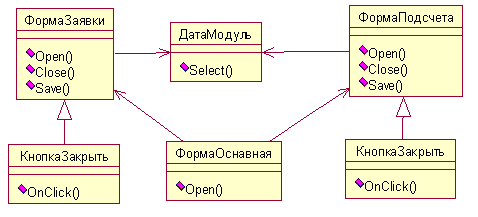 ФормаЗаявки
Open()
Close()
Save()
ДатаМодуль
Select()
ФормаПодсчета
Open()
Close()
Save()
КнопкаЗакрыть
OnClick()
ФормаОснавная
Open()
КнопкаЗакрыть
OnClick()